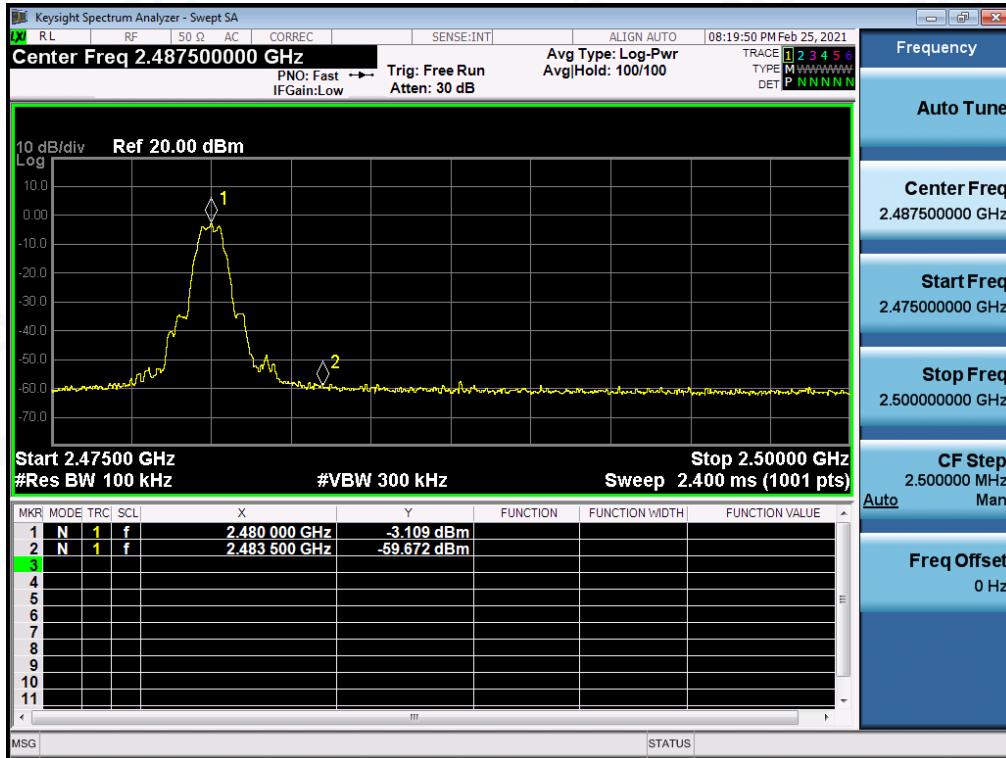 Keysight Spectrum Analyzer - Swept SA
LXI RL RF 50 Ω AC CORREC SENSE:INT ALIGN AUTO 08:19:50 PM Feb 25, 2021
Center Freq 2.487500000 GHz
PNO: Fast
IFGain:Low
Trig: Free Run
Atten: 30 dB
Avg Type: Log-Pwr
Avg|Hold: 100/100
TRACE 1 2 3 4 5 6
TYPE M WWWWW
DET P N N N N N
10 dB/div Ref 20.00 dBm
Log
10.0
0.00
-10.0
-20.0
-30.0
-40.0
-50.0
-60.0
-70.0
1
2
Start 2.47500 GHz Stop 2.50000 GHz
#Res BW 100 kHz #VBW 300 kHz Sweep 2.400 ms (1001 pts)
MKR MODE TRC SCL X Y FUNCTION FUNCTION WIDTH FUNCTION VALUE
1 N 1 f 2.480 000 GHz -3.109 dBm
2 N 1 f 2.483 500 GHz -59.672 dBm
3
4
5
6
7
8
9
10
11
MSG STATUS
Frequency
Auto Tune
Center Freq
2.487500000 GHz
Start Freq
2.475000000 GHz
Stop Freq
2.500000000 GHz
CF Step
2.500000 MHz
Auto Man
Freq Offset
0 Hz